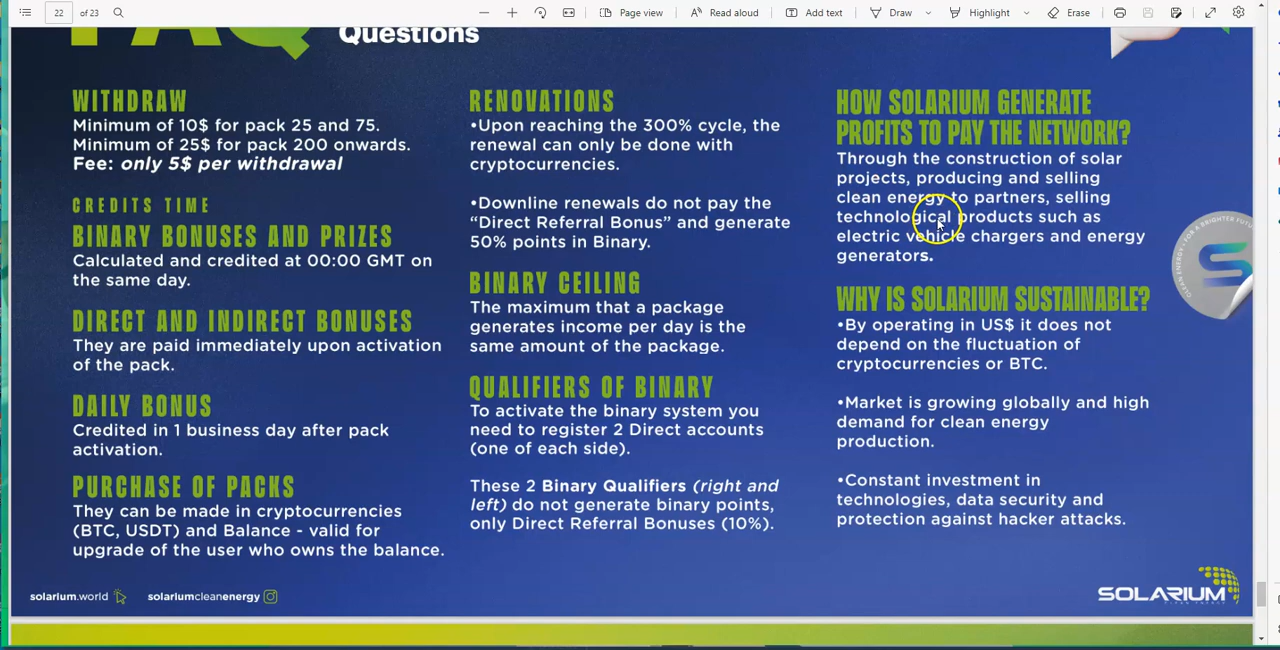 22 of 23
Page view
Read aloud
Add text
Draw
Highlight
Erase
FAQ
Questions
WITHDRAW
Minimum of 10$ for pack 25 and 75.
Minimum of 25$ for pack 200 onwards.
Fee: only 5$ per withdrawal
CREDITS TIME
BINARY BONUSES AND PRIZES
Calculated and credited at 00:00 GMT on
the same day.
DIRECT AND INDIRECT BONUSES
They are paid immediately upon activation
of the pack.
DAILY BONUS
Credited in 1 business day after pack
activation.
PURCHASE OF PACKS
They can be made in cryptocurrencies
(BTC, USDT) and Balance - valid for
upgrade of the user who owns the balance.
RENOVATIONS
•Upon reaching the 300% cycle, the
renewal can only be done with
cryptocurrencies.
•Downline renewals do not pay the
“Direct Referral Bonus” and generate
50% points in Binary.
BINARY CEILING
The maximum that a package
generates income per day is the
same amount of the package.
QUALIFIERS OF BINARY
To activate the binary system you
need to register 2 Direct accounts
(one of each side).
These 2 Binary Qualifiers (right and
left) do not generate binary points,
only Direct Referral Bonuses (10%).
HOW SOLARIUM GENERATE
PROFITS TO PAY THE NETWORK?
Through the construction of solar
projects, producing and selling
clean energy to partners, selling
technological products such as
electric vehicle chargers and energy
generators.
WHY IS SOLARIUM SUSTAINABLE?
•By operating in US$ it does not
depend on the fluctuation of
cryptocurrencies or BTC.
•Market is growing globally and high
demand for clean energy
production.
•Constant investment in
technologies, data security and
protection against hacker attacks.
CLEAN ENERGY • FOR A BRIGHTER
solarium.world
solariumcleanenergy
SOLARIUM
CLEAN ENERGY